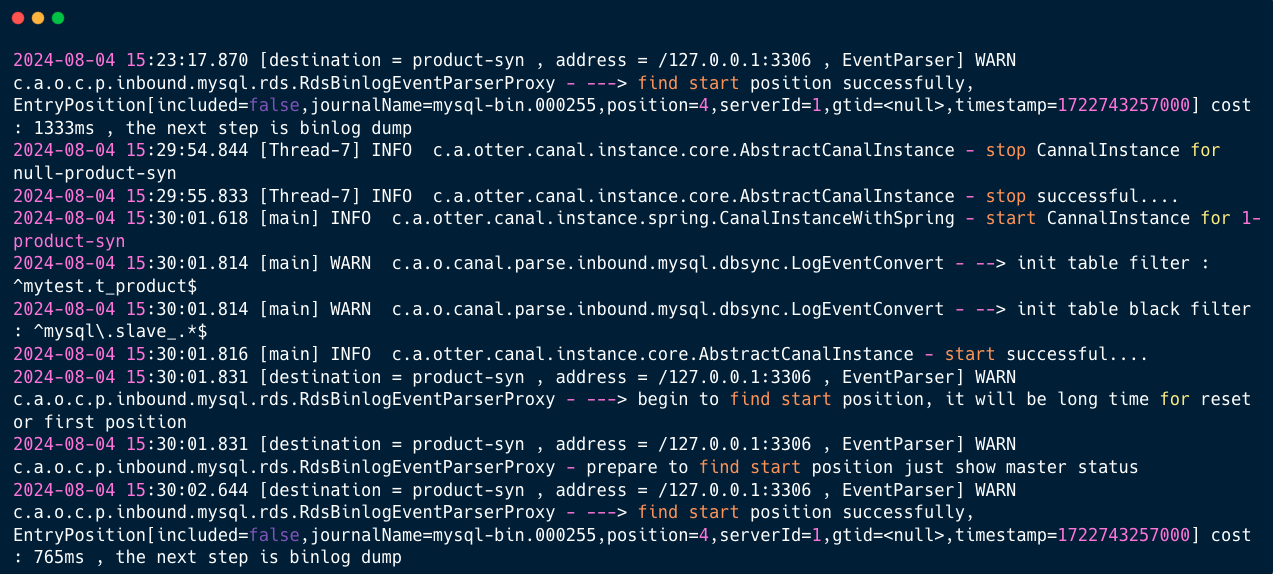 2024-08-04 15:23:17.870 [destination = product-syn , address = /127.0.0.1:3306 , EventParser] WARN
c.a.o.c.p.inbound.mysql.rds.RdsBinlogEventParserProxy - ---> find start position successfully,
EntryPosition[included=false,journalName=mysql-bin.000255,position=4,serverId=1,gtid=<null>,timestamp=1722743257000] cost
: 1333ms , the next step is binlog dump
2024-08-04 15:29:54.844 [Thread-7] INFO  c.a.otter.canal.instance.core.AbstractCanalInstance - stop CannalInstance for
null-product-syn
2024-08-04 15:29:55.833 [Thread-7] INFO  c.a.otter.canal.instance.core.AbstractCanalInstance - stop successful....
2024-08-04 15:30:01.618 [main] INFO  c.a.otter.canal.instance.spring.CanalInstanceWithSpring - start CannalInstance for 1-
product-syn
2024-08-04 15:30:01.814 [main] WARN  c.a.o.canal.parse.inbound.mysql.dbsync.LogEventConvert - --> init table filter :
^mytest.t_product$
2024-08-04 15:30:01.814 [main] WARN  c.a.o.canal.parse.inbound.mysql.dbsync.LogEventConvert - --> init table black filter
: ^mysql\.slave_.*$
2024-08-04 15:30:01.816 [main] INFO  c.a.otter.canal.instance.core.AbstractCanalInstance - start successful....
2024-08-04 15:30:01.831 [destination = product-syn , address = /127.0.0.1:3306 , EventParser] WARN
c.a.o.c.p.inbound.mysql.rds.RdsBinlogEventParserProxy - ---> begin to find start position, it will be long time for reset
or first position
2024-08-04 15:30:01.831 [destination = product-syn , address = /127.0.0.1:3306 , EventParser] WARN
c.a.o.c.p.inbound.mysql.rds.RdsBinlogEventParserProxy - prepare to find start position just show master status
2024-08-04 15:30:02.644 [destination = product-syn , address = /127.0.0.1:3306 , EventParser] WARN
c.a.o.c.p.inbound.mysql.rds.RdsBinlogEventParserProxy - ---> find start position successfully,
EntryPosition[included=false,journalName=mysql-bin.000255,position=4,serverId=1,gtid=<null>,timestamp=1722743257000] cost
: 765ms , the next step is binlog dump